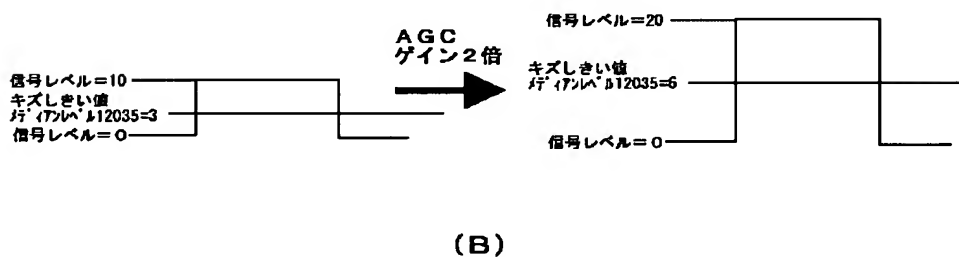 信号レベル=10
キズしきい値
メディアンレベル12035=3
信号レベル=0
AGC
ゲイン2倍
信号レベル=20
キズしきい値
メディアンレベル12035=6
信号レベル=0
(B)